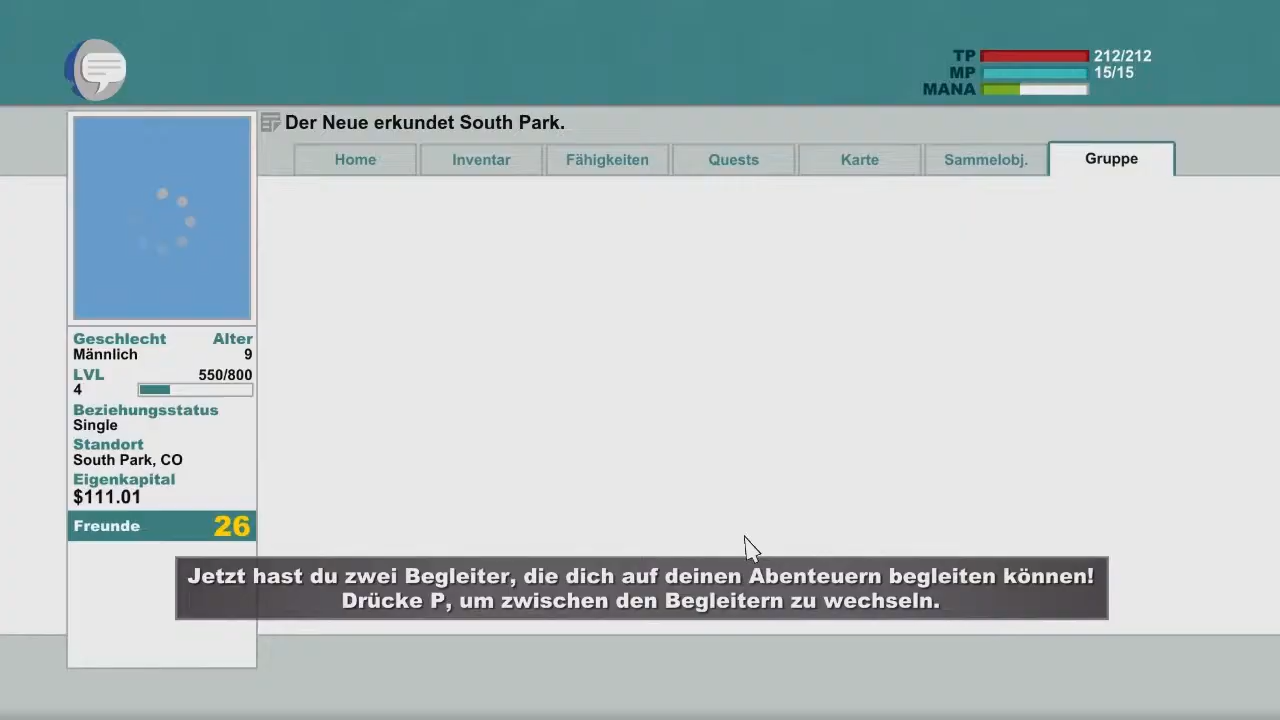 TP 212/212
MP 15/15
MANA
Der Neue erkundet South Park.
Home Inventar Fähigkeiten Quests Karte Sammelobj. Gruppe
Geschlecht Alter
Männlich 9
LVL 550/800
4
Beziehungsstatus
Single
Standort
South Park, CO
Eigenkapital
$111.01
Freunde 26
Jetzt hast du zwei Begleiter, die dich auf deinen Abenteuern begleiten können!
Drücke P, um zwischen den Begleitern zu wechseln.